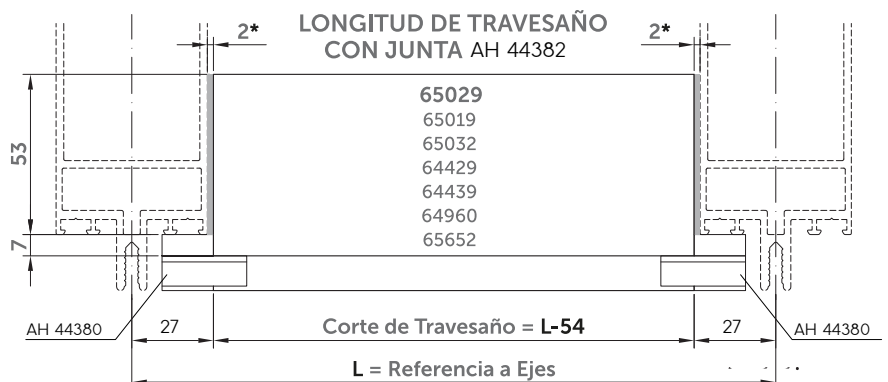 LONGITUD DE TRAVESAÑO
CON JUNTA AH 44382
2*
2*
65029
65019
65032
64429
64439
64960
65652
53
7
AH 44380
27
Corte de Travesaño = L-54
27
AH 44380
L = Referencia a Ejes